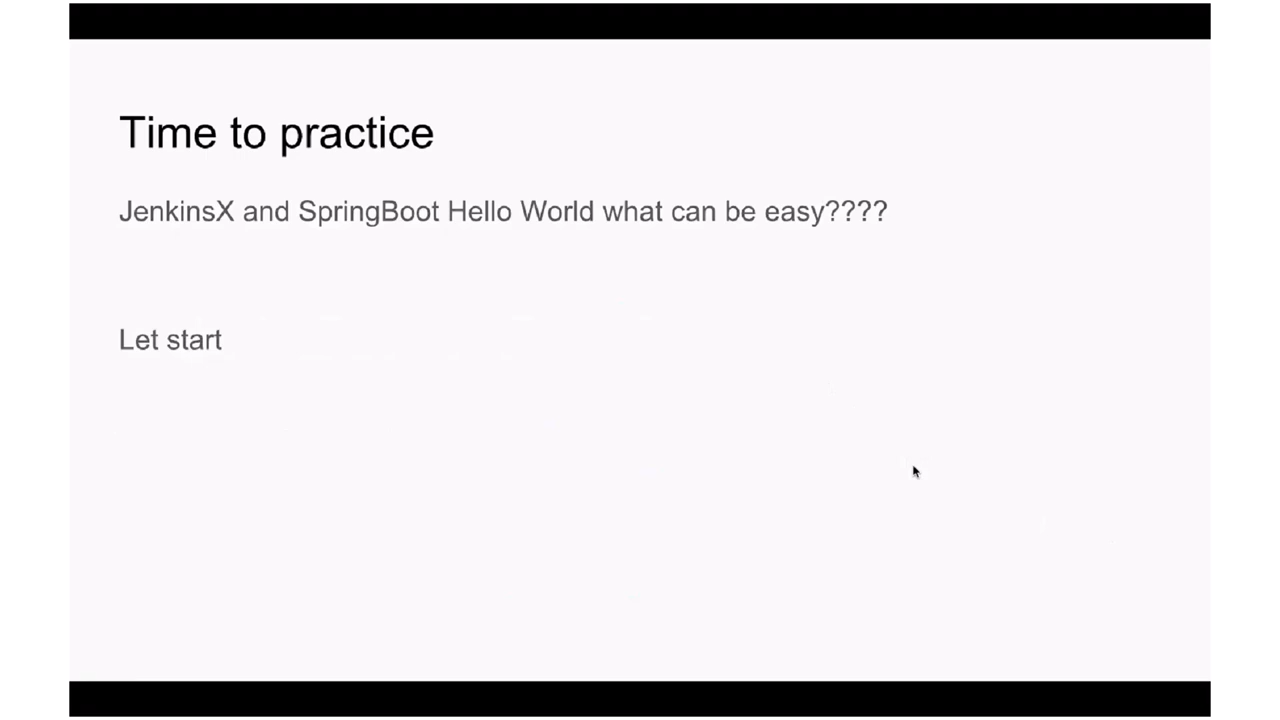 Time to practice
JenkinsX and SpringBoot Hello World what can be easy????
Let start